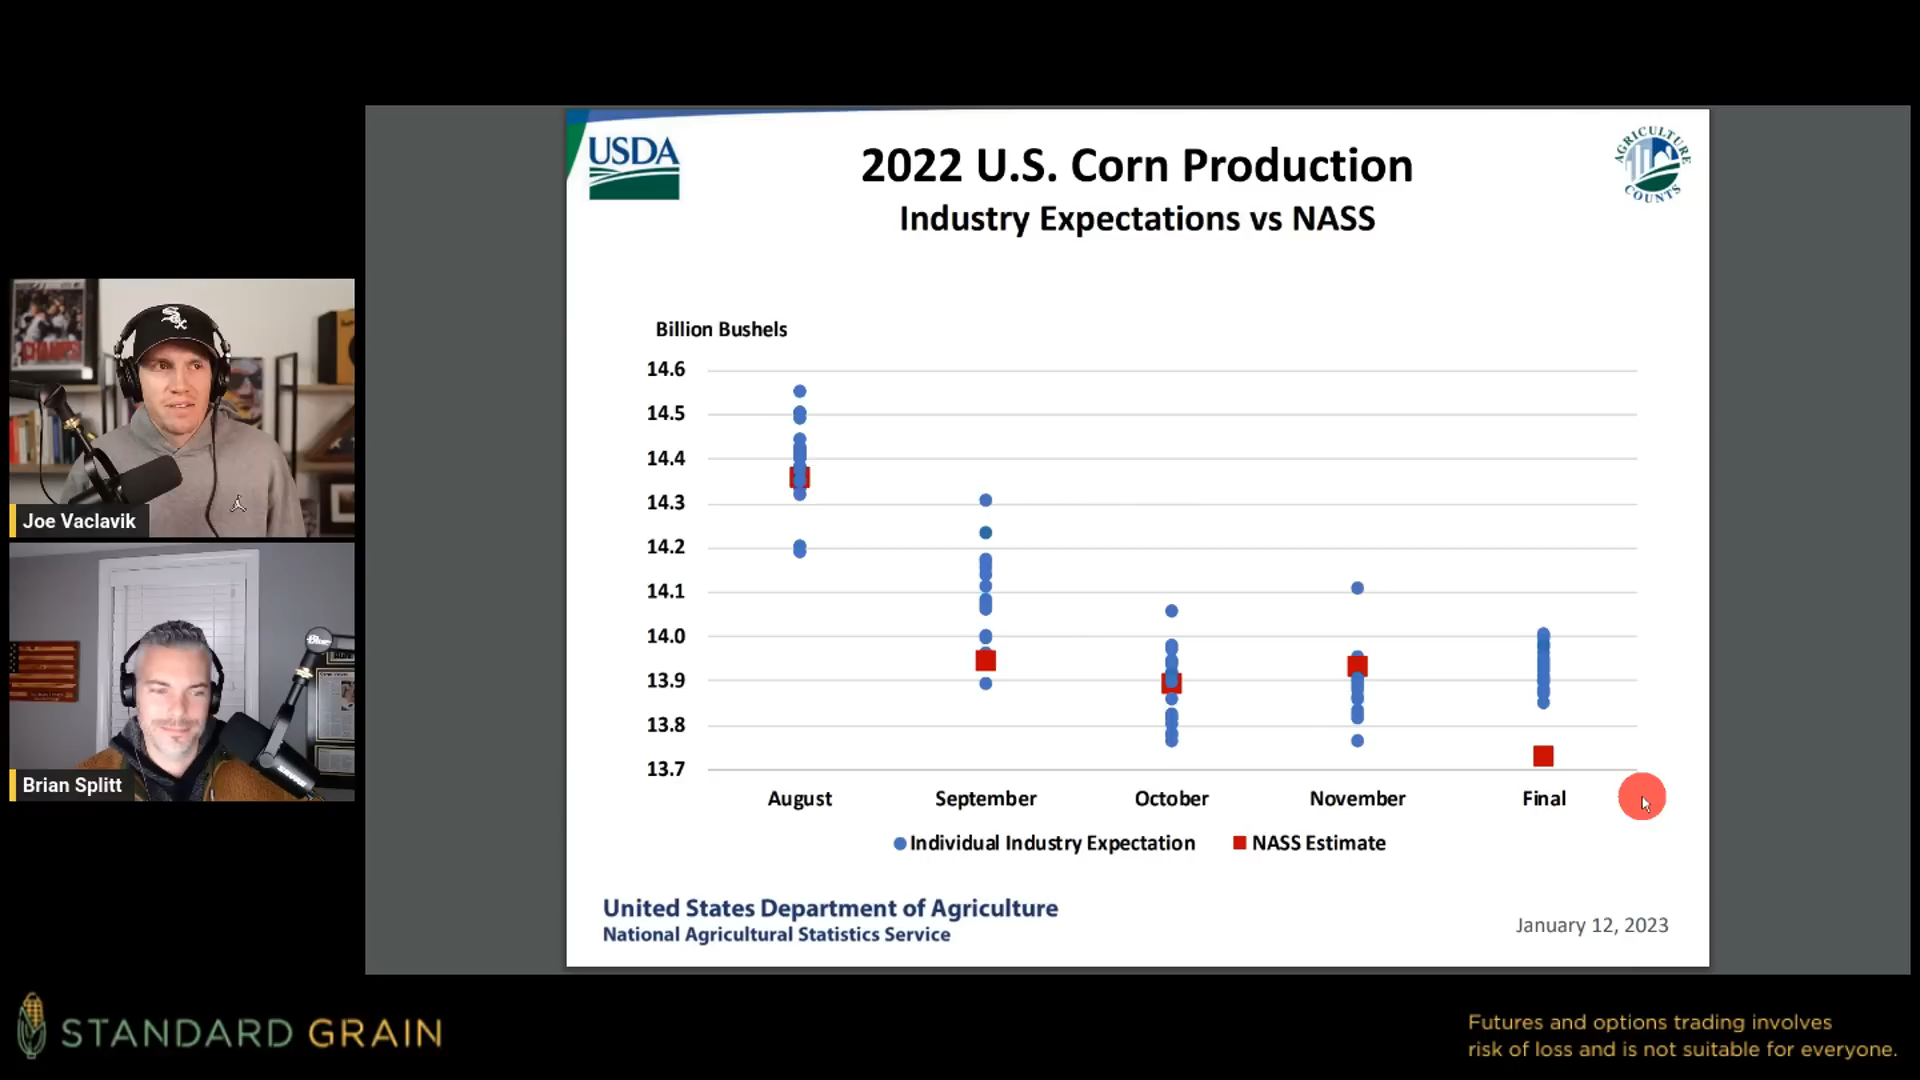 USDA
2022 U.S. Corn Production
Industry Expectations vs NASS
AGRICULTURE
COUNTS
Billion Bushels
14.6
14.5
14.4
14.3
14.2
14.1
14.0
13.9
13.8
13.7
August September October November Final
Individual Industry Expectation NASS Estimate
United States Department of Agriculture
National Agricultural Statistics Service
January 12, 2023
CHAMPS
Sox
Joe Vaclavik
Blue
Brian Splitt
STANDARD GRAIN
Futures and options trading involves
risk of loss and is not suitable for everyone.